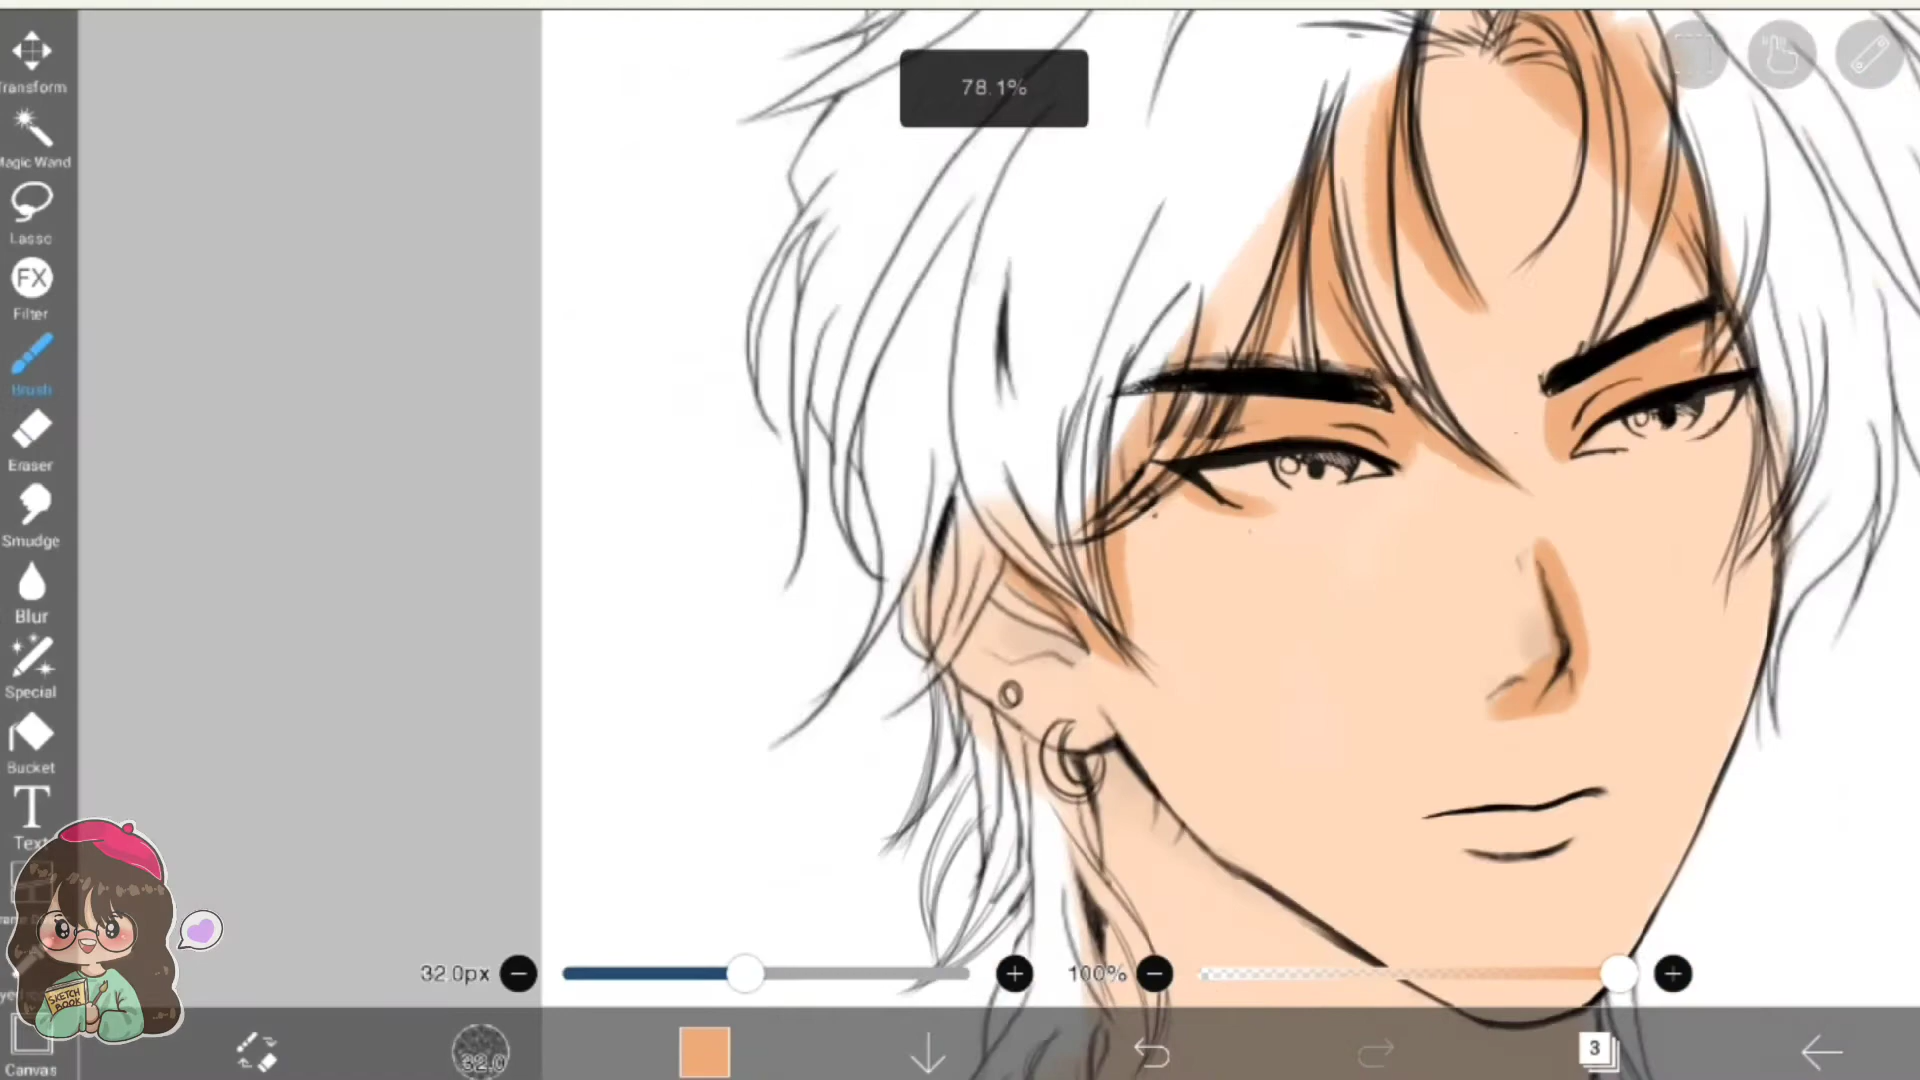 78.1%
Transform
Magic Wand
Lasso
FX
Filter
Brush
Eraser
Smudge
Blur
Special
Bucket
T
Text
SKETCH
BOOK
32.0px
100%
Canvas
32.0
3